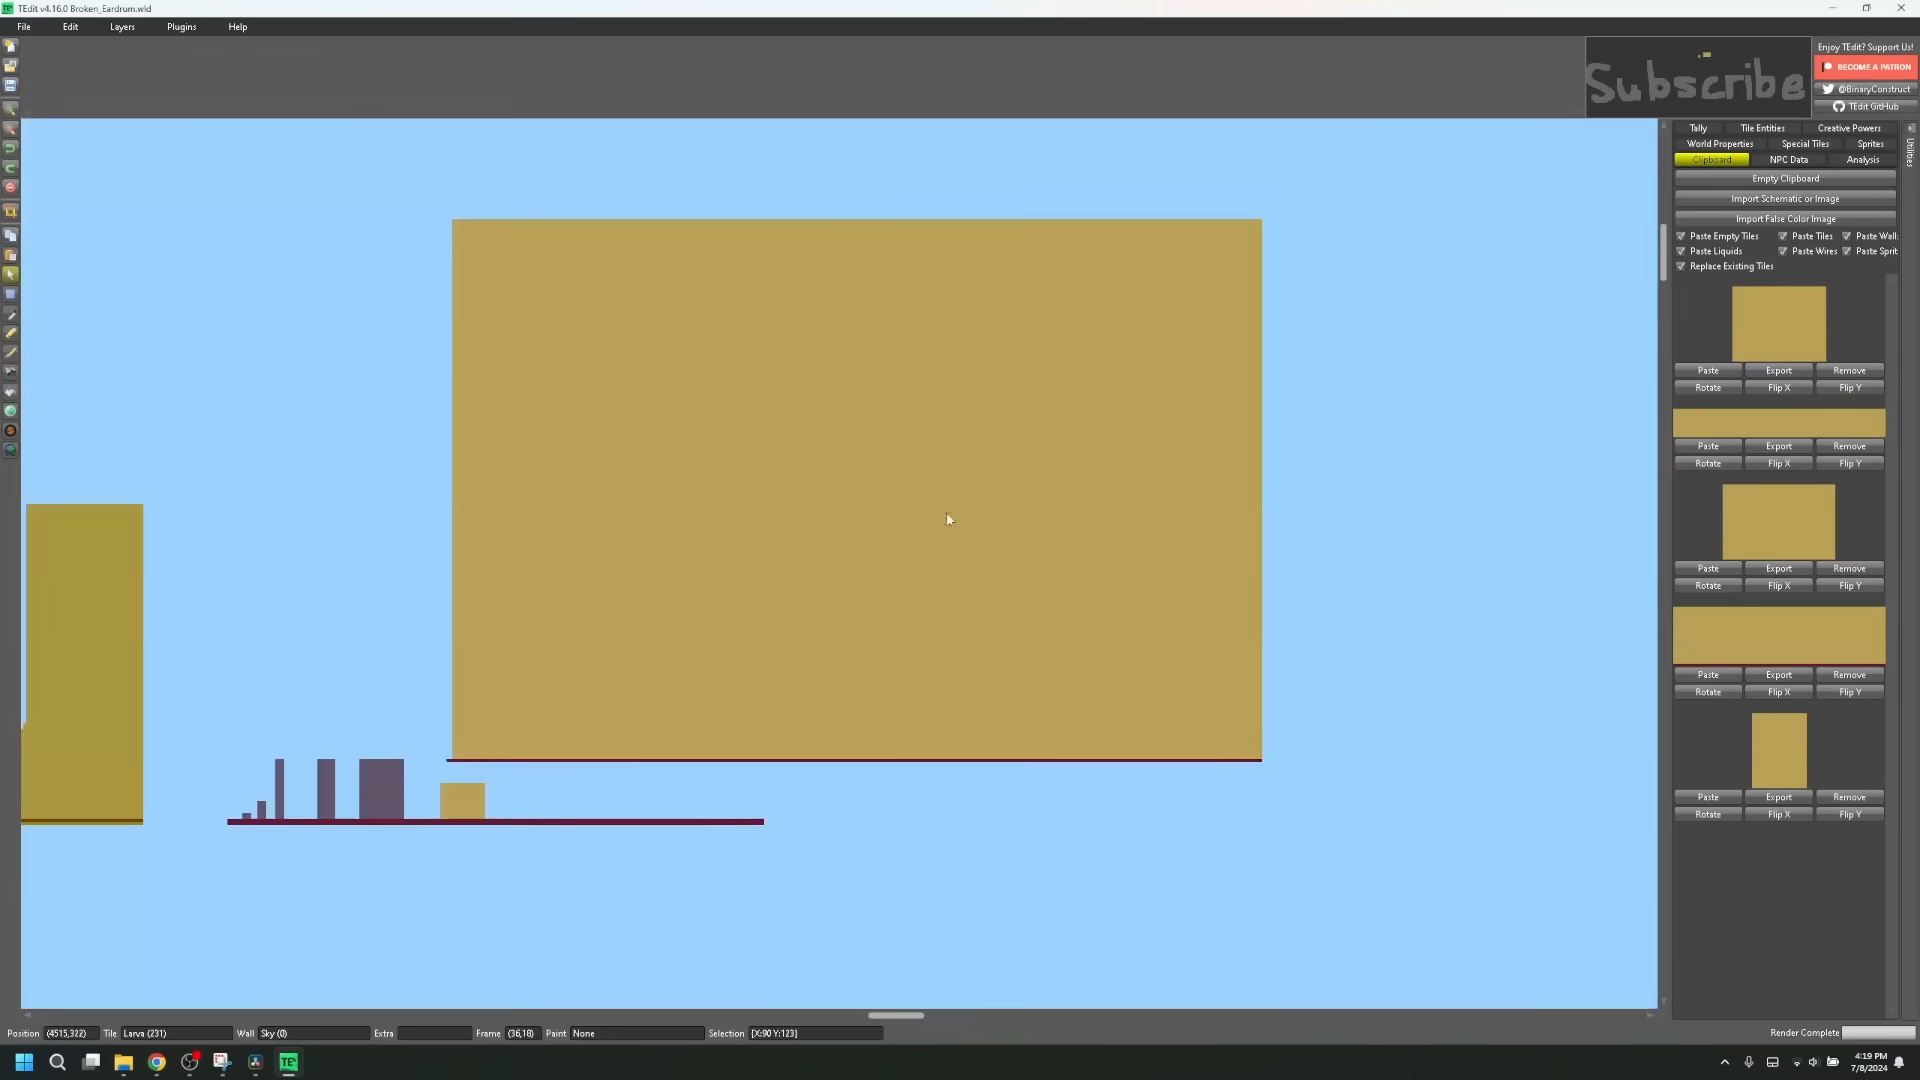 TEdit v4.16.0 Broken_Eardrum.wld
File Edit Layers Plugins Help
Subscribe
Enjoy TEdit? Support Us!
BECOME A PATRON
@BinaryConstruct
TEdit GitHub
Tally Tile Entities Creative Powers
World Properties Special Tiles Sprites
Clipboard NPC Data Analysis
Utilities
Empty Clipboard
Import Schematic or Image
Import False Color Image
Paste Empty Tiles Paste Tiles Paste Wall
Paste Liquids Paste Wires Paste Sprit
Replace Existing Tiles
Paste Export Remove
Rotate Flip X Flip Y
Paste Export Remove
Rotate Flip X Flip Y
Paste Export Remove
Rotate Flip X Flip Y
Paste Export Remove
Rotate Flip X Flip Y
Paste Export Remove
Rotate Flip X Flip Y
Position (4515,322) Tile Larva (231) Wall Sky (0) Extra Frame (36,18) Paint None Selection [X:90 Y:123]
Render Complete
TE
4:19 PM
7/8/2024